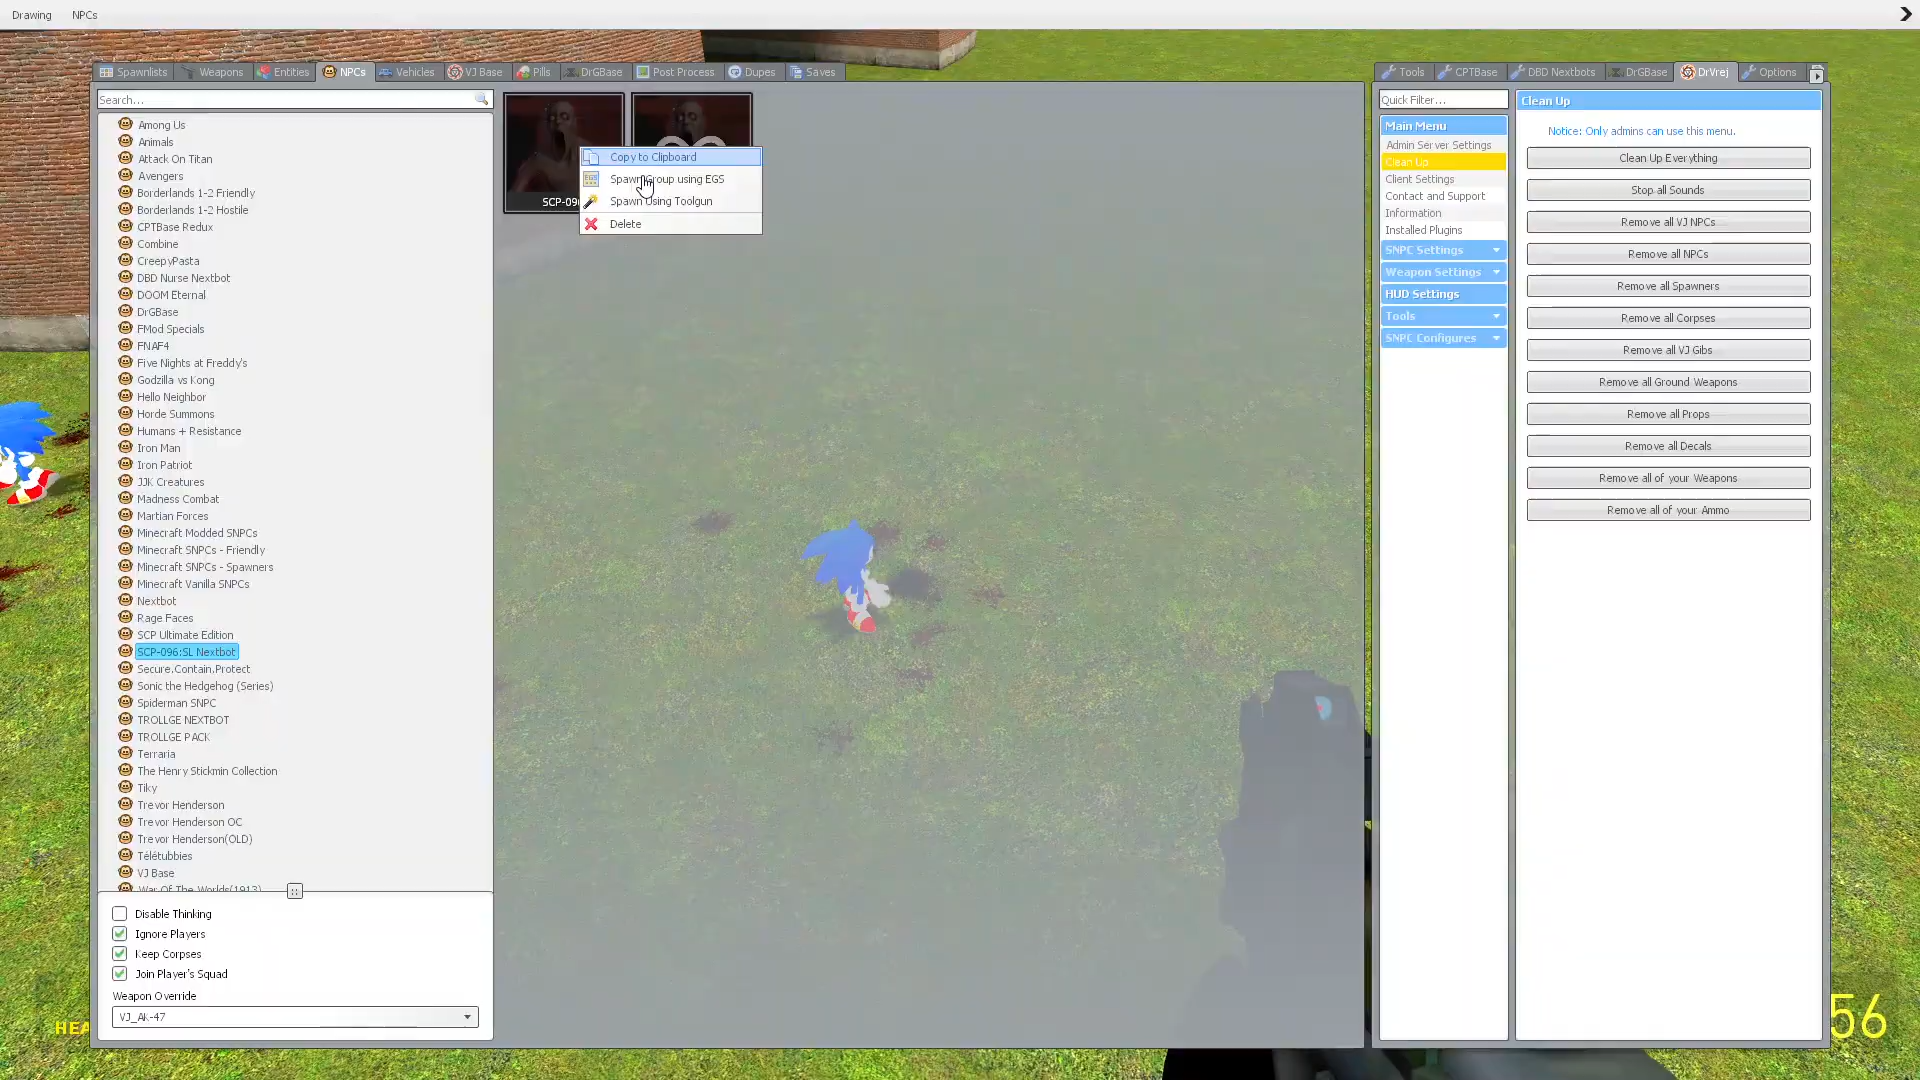 Drawing NPCs
Spawnlists Weapons Entities NPCs Vehicles VJ Base Pills DrGBase Post Process Dupes Saves
Tools CPTBase DBD Nextbots DrGBase DrVrej Options
Search...
Among Us
Animals
Attack On Titan
Avengers
Borderlands 1-2 Friendly
Borderlands 1-2 Hostile
CPTBase Redux
Combine
CreepyPasta
DBD Nurse Nextbot
DOOM Eternal
DrGBase
FMod Specials
FNAF4
Five Nights at Freddy's
Godzilla vs Kong
Hello Neighbor
Horde Summons
Humans + Resistance
Iron Man
Iron Patriot
JJK Creatures
Madness Combat
Martian Forces
Minecraft Modded SNPCs
Minecraft SNPCs - Friendly
Minecraft SNPCs - Spawners
Minecraft Vanilla SNPCs
Nextbot
Rage Faces
SCP Ultimate Edition
SCP-096:SL Nextbot
Secure.Contain.Protect
Sonic the Hedgehog (Series)
Spiderman SNPC
TROLLGE NEXTBOT
TROLLGE PACK
Terraria
The Henry Stickmin Collection
Tiky
Trevor Henderson
Trevor Henderson OC
Trevor Henderson(OLD)
Télétubbies
VJ Base
War Of The Worlds(1913)
Disable Thinking
Ignore Players
Keep Corpses
Join Player's Squad
Weapon Override
VJ_AK-47
SCP-09
Copy to Clipboard
Spawn Group using EGS
Spawn Using Toolgun
Delete
Quick Filter...
Main Menu
Admin Server Settings
Clean Up
Client Settings
Contact and Support
Information
Installed Plugins
SNPC Settings
Weapon Settings
HUD Settings
Tools
SNPC Configures
Clean Up
Notice: Only admins can use this menu.
Clean Up Everything
Stop all Sounds
Remove all VJ NPCs
Remove all NPCs
Remove all Spawners
Remove all Corpses
Remove all VJ Gibs
Remove all Ground Weapons
Remove all Props
Remove all Decals
Remove all of your Weapons
Remove all of your Ammo
HEA
56